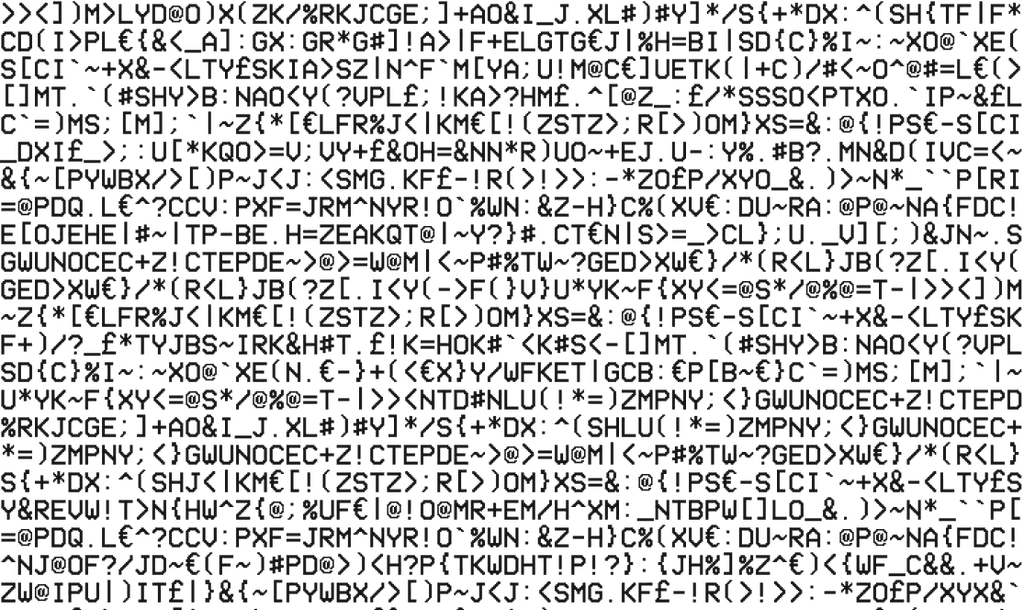 >><])M>LYD@O)X(ZK/%RKJCGE;]+AO&I_J.XL#)#Y]*/S{+*DX:^(SH{TF|F*
CD(I>PL€{&<_A]:GX:GR*G#]!A>|F+ELGTG€J|%H=BI|SD{C}%I~:~XO@`XE(
S[CI`~+X&-<LTY£SKIA>SZ|N^F`M[YA;U!M@C€]UETK(|+C)/#<~O^@#=L€(>
[]MT.`(#SHY>B:NAO<Y(?VPL£;!KA>?HM£.^[@Z_:£/*SSSO<PTXO.`IP~&£L
C`=)MS;[M];`|~Z{*[€LFR%J<|KM€[!(ZSTZ>;R[>)OM}XS=&:@{!PS€-S[CI
_DXI£_>;:U[*KQO>=V;VY+£&OH=&NN*R)UO~+EJ.U-:Y%.#B?.MN&D(IVC=<~
&{~[PYWBX/>[)P~J<J:<SMG.KF£-!R(>!>>:-*ZO£P/XYO_&.)>~N*_``P[RI
=@PDQ.L€^?CCV:PXF=JRM^NYR!O`%WN:&Z-H}C%(XV€:DU~RA:@P@~NA{FDC!
E[OJEHE|#~|TP-BE.H=ZEAKQT@|~Y?}#.CT€N|S>=_>CL};U._V][;)&JN~.S
GWUNOCEC+Z!CTEPDE~>@>=W@M|<~P#%TW~?GED>XW€}/*(R<L}JB(?Z[.I<Y(
GED>XW€}/*(R<L}JB(?Z[.I<Y(->F(}V}U*YK~F{XY<=@S*/@%@=T-|>><])M
~Z{*[€LFR%J<|KM€[!(ZSTZ>;R[>)OM}XS=&:@{!PS€-S[CI`~+X&-<LTY£SK
F+)/?_£*TYJBS~IRK&H#T.£!K=HOK#`<K#S<-[]MT.`(#SHY>B:NAO<Y(?VPL
SD{C}%I~:~XO@`XE(N.€-}+(<€X}Y/WFKET|GCB:€P[B~€}C`=)MS;[M];`|~
U*YK~F{XY<=@S*/@%@=T-|>><NTD#NLU(!*=)ZMPNY;<}GWUNOCEC+Z!CTEPD
%RKJCGE;]+AO&I_J.XL#)#Y]*/S{+*DX:^(SHLU(!*=)ZMPNY;<}GWUNOCEC+
*=)ZMPNY;<}GWUNOCEC+Z!CTEPDE~>@>=W@M|<~P#%TW~?GED>XW€}/*(R<L}
S{+*DX:^(SHJ<|KM€[!(ZSTZ>;R[>)OM}XS=&:@{!PS€-S[CI`~+X&-<LTY£S
Y&REVW!T>N{HW^Z{@;%UF€|@!O@MR+EM/H^XM:_NTBPW[]LO_&.)>~N*_``P[
=@PDQ.L€^?CCV:PXF=JRM^NYR!O`%WN:&Z-H}C%(XV€:DU~RA:@P@~NA{FDC!
^NJ@OF?/JD~€(F~)#PD@>)<H?P{TKWDHT!P!?}:{JH%]%Z^€)<{WF_C&&.+V~
ZW@IPU|)IT£|}&{~[PYWBX/>[)P~J<J:<SMG.KF£-!R(>!>>:-*ZO£P/XYX&`